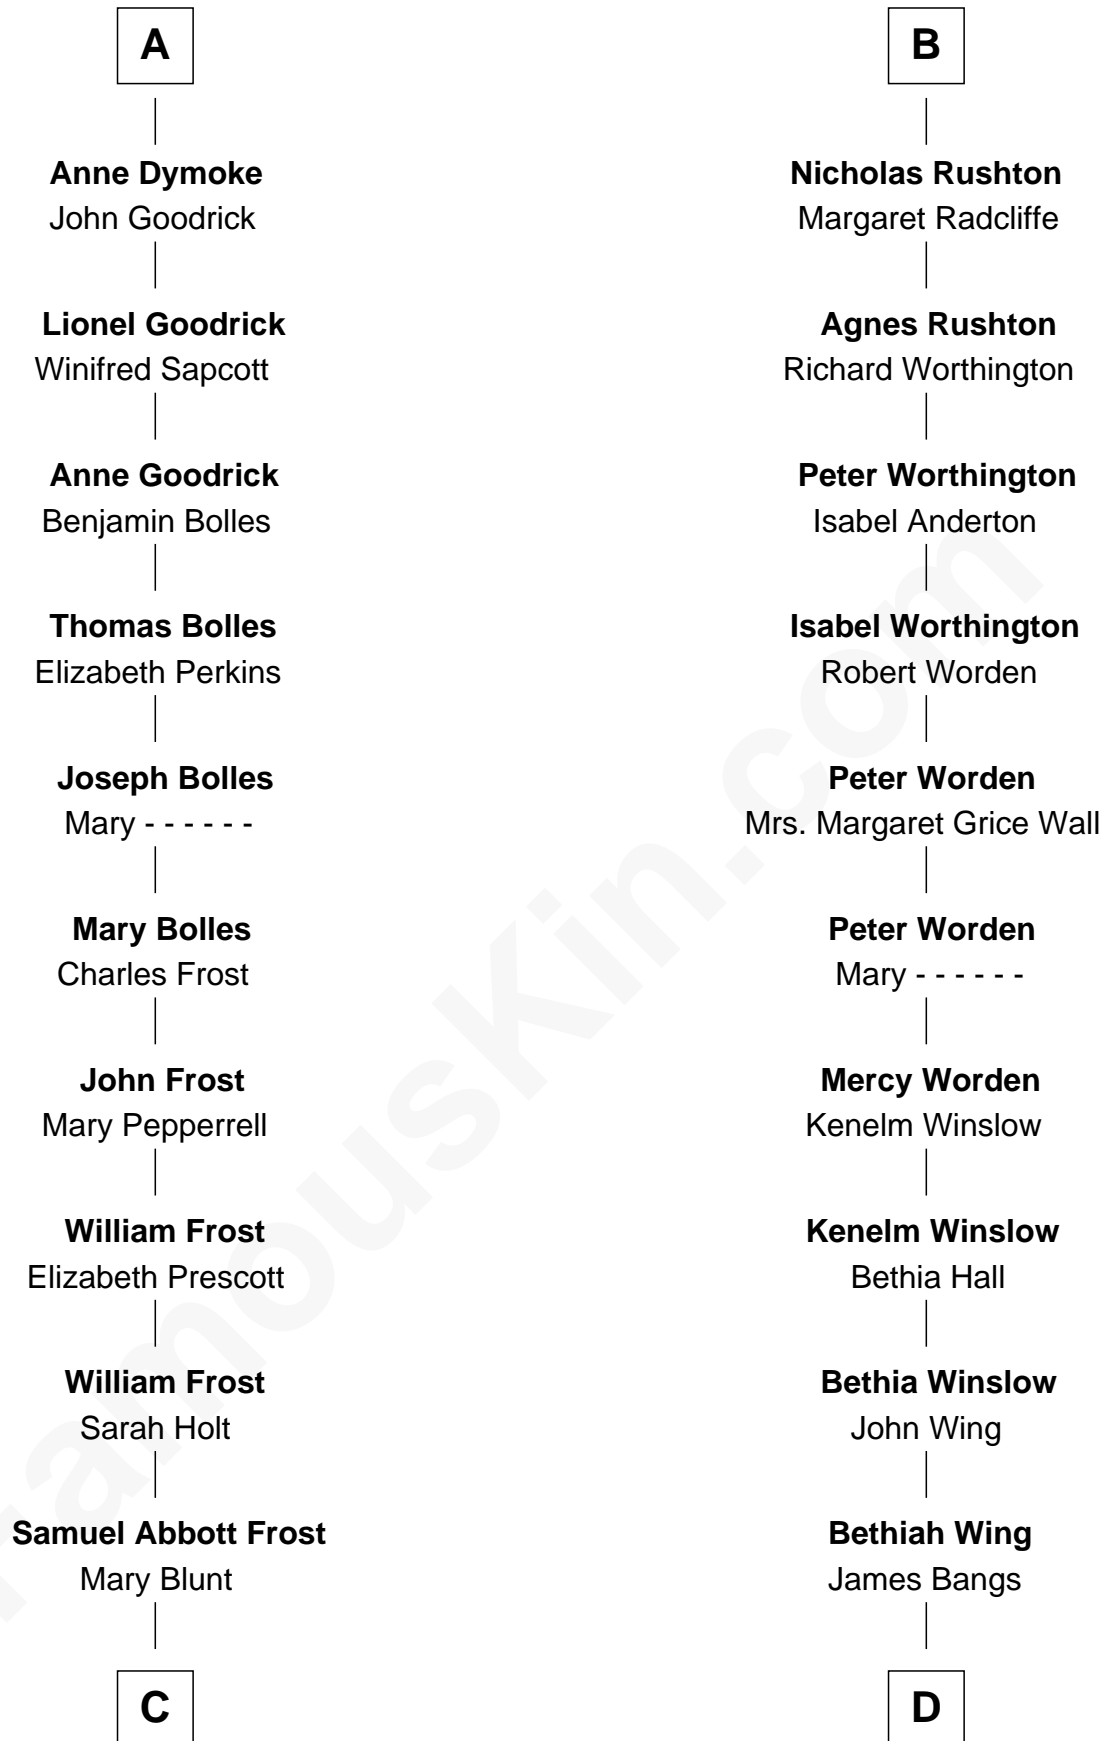 A
Anne Dymoke
John Goodrick
Lionel Goodrick
Winifred Sapcott
Anne Goodrick
Benjamin Bolles
Thomas Bolles
Elizabeth Perkins
Joseph Bolles
Mary - - - - - -
Mary Bolles
Charles Frost
John Frost
Mary Pepperrell
William Frost
Elizabeth Prescott
William Frost
Sarah Holt
Samuel Abbott Frost
Mary Blunt
C
B
Nicholas Rushton
Margaret Radcliffe
Agnes Rushton
Richard Worthington
Peter Worthington
Isabel Anderton
Isabel Worthington
Robert Worden
Peter Worden
Mrs. Margaret Grice Wall
Peter Worden
Mary - - - - - -
Mercy Worden
Kenelm Winslow
Kenelm Winslow
Bethia Hall
Bethia Winslow
John Wing
Bethiah Wing
James Bangs
D
FamousKin.com